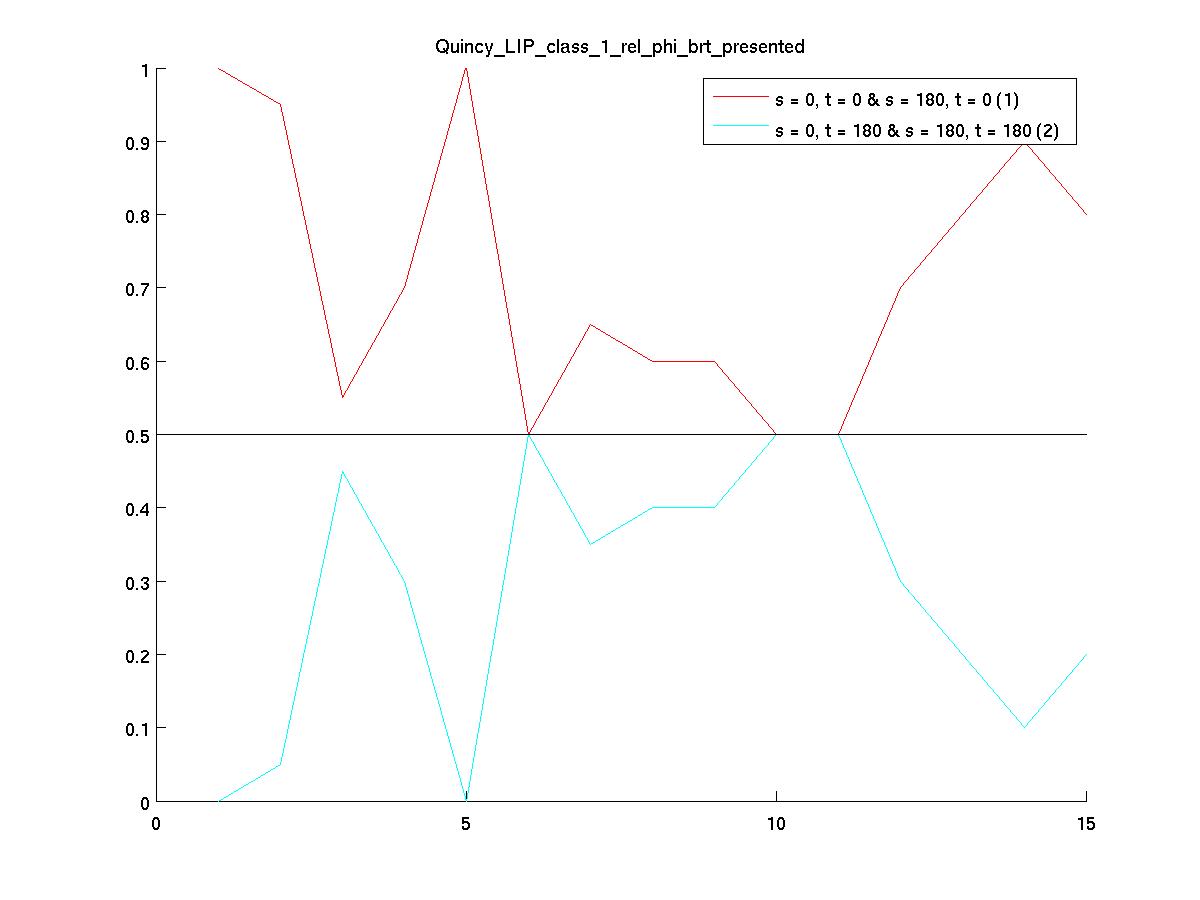 Quincy_LIP_class_1_rel_phi_brt_presented
s = 0, t = 0 & s = 180, t = 0 (1)
s = 0, t = 180 & s = 180, t = 180 (2)
1
0.9
0.8
0.7
0.6
0.5
0.4
0.3
0.2
0.1
0
0 5 10 15